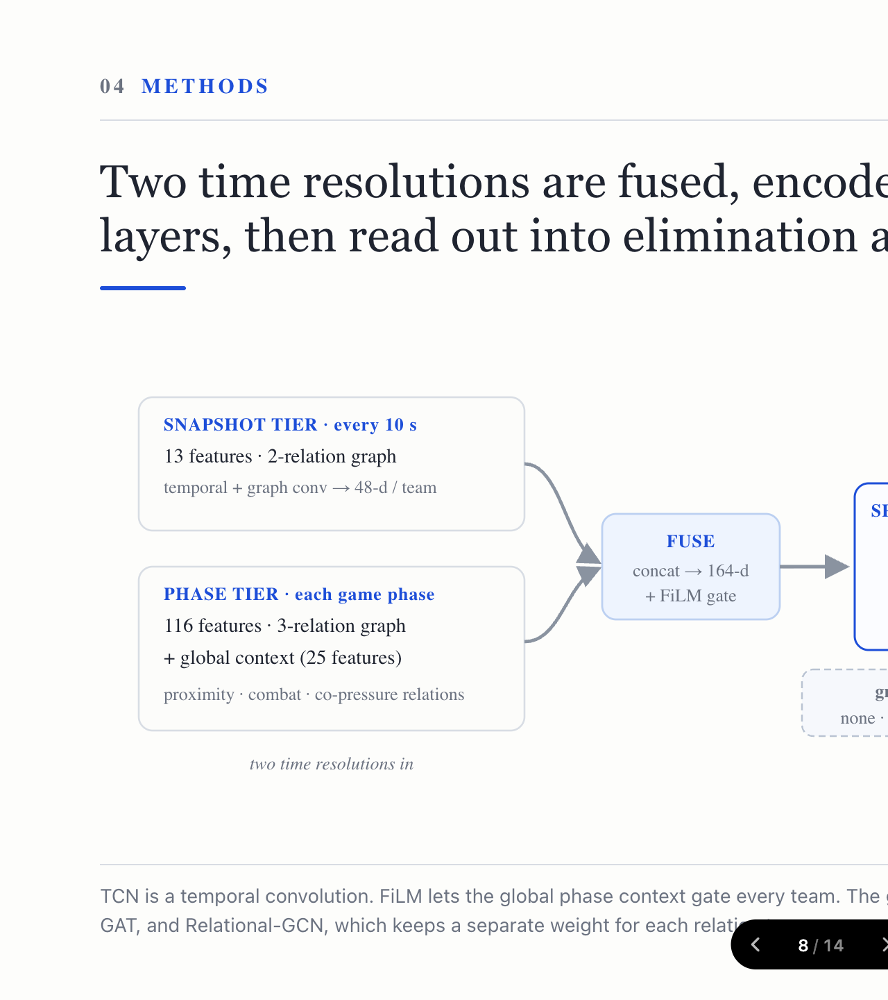 04 METHODS
Two time resolutions are fused, encode
layers, then read out into elimination a
SNAPSHOT TIER · every 10 s
13 features · 2-relation graph
temporal + graph conv → 48-d / team
PHASE TIER · each game phase
116 features · 3-relation graph
+ global context (25 features)
proximity · combat · co-pressure relations
two time resolutions in
FUSE
concat → 164-d
+ FiLM gate
none ·
TCN is a temporal convolution. FiLM lets the global phase context gate every team. The
GAT, and Relational-GCN, which keeps a separate weight for each
8 / 14